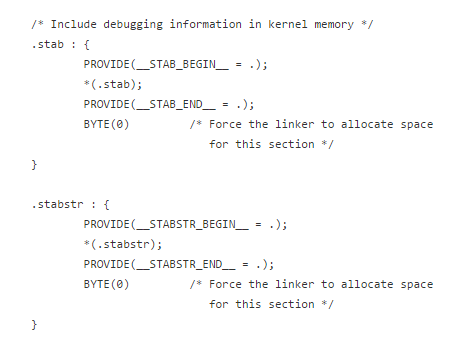 /* Include debugging information in kernel memory */
.stab : {
        PROVIDE(__STAB_BEGIN__ = .);
        *(.stab);
        PROVIDE(__STAB_END__ = .);
        BYTE(0)         /* Force the linker to allocate space
                           for this section */
}

.stabstr : {
        PROVIDE(__STABSTR_BEGIN__ = .);
        *(.stabstr);
        PROVIDE(__STABSTR_END__ = .);
        BYTE(0)         /* Force the linker to allocate space
                           for this section */
}